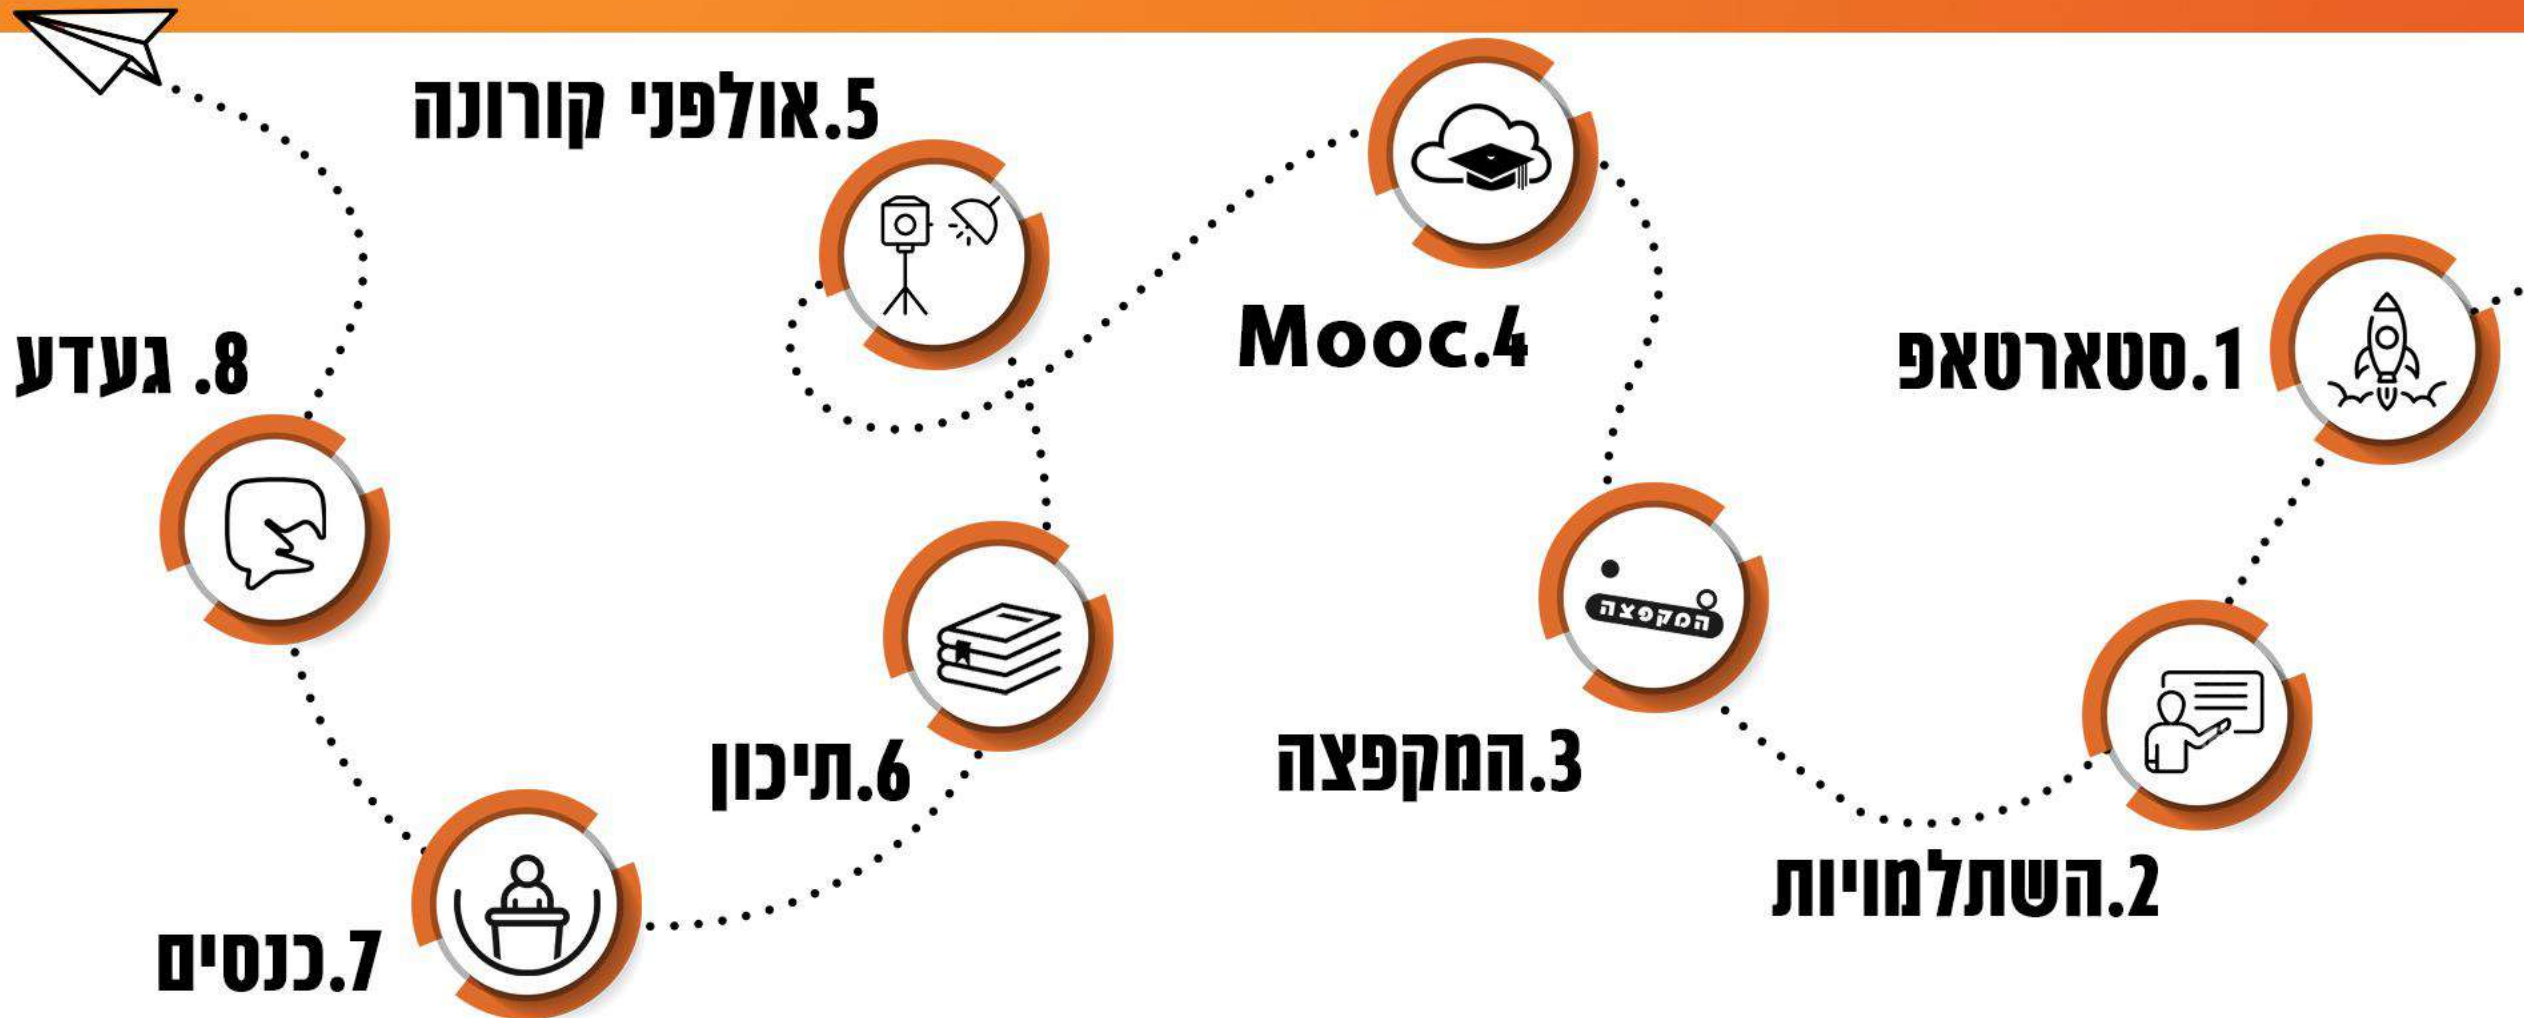 1.סטארטאפ
2.השתלמויות
3.המקפצה
המקפצה
4.Mooc
5.אולפני קורונה
6.תיכון
7.כנסים
8. געדע